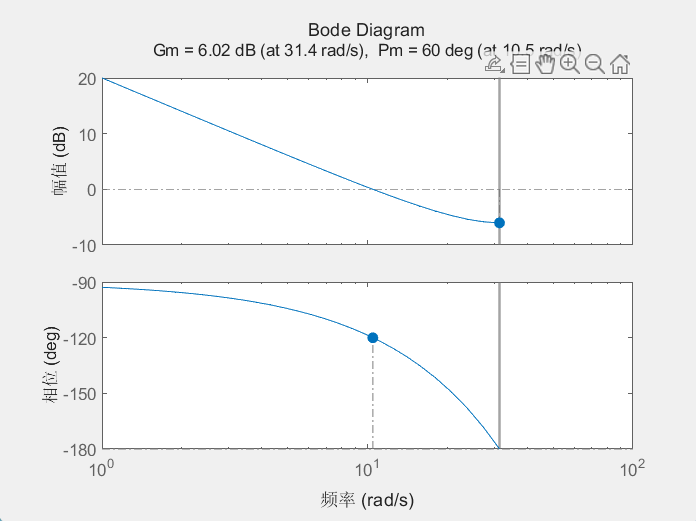 Bode Diagram
Gm = 6.02 dB (at 31.4 rad/s),  Pm = 60 deg (at 10.5 rad/s)
20
10
0
-10
幅值 (dB)
-90
-120
-150
-180
相位 (deg)
10^0
10^1
10^2
频率 (rad/s)